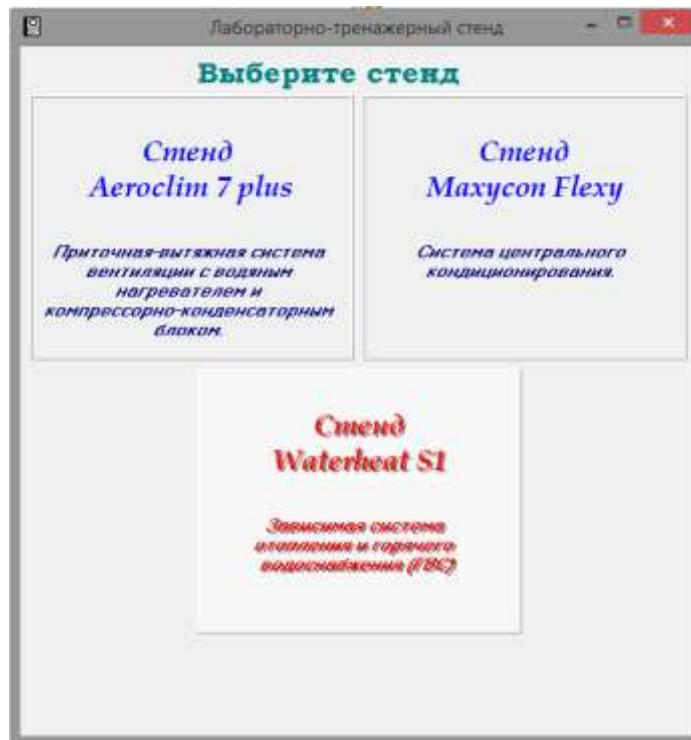 Лабораторно-тренажерный стенд
Выберите стенд
Стенд
Aeroclim 7 plus
Приточная-вытяжная система
вентиляции с водяным
нагревателем и
компрессорно-конденсаторным
блоком.
Стенд
Maxycon Flexy
Система центрального
кондиционирования.
Стенд
Waterheat S1
Зависимая система
отопления и горячего
водоснабжения (ГВС)